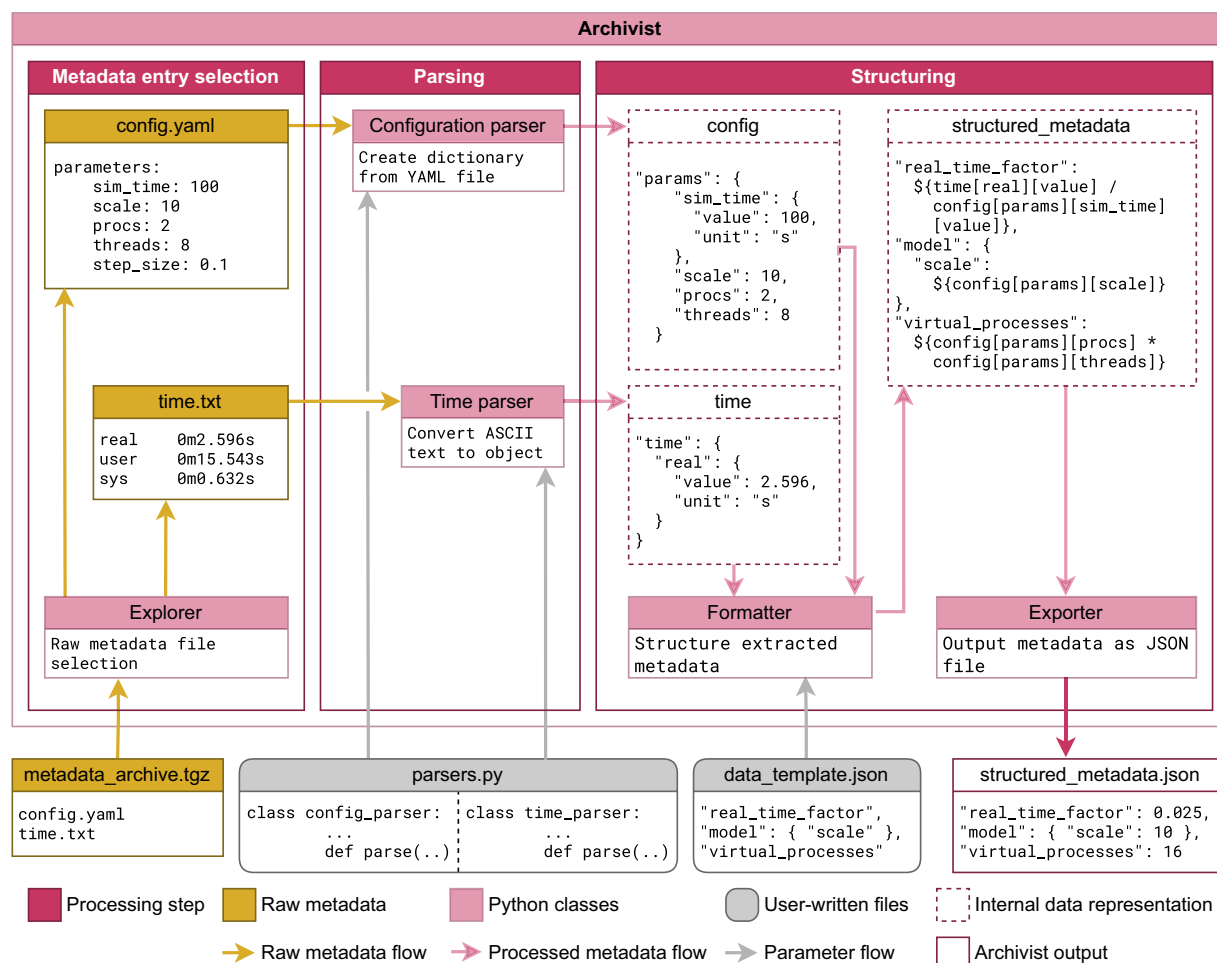 Archivist
Metadata entry selection
config.yaml
parameters:
    sim_time: 100
    scale: 10
    procs: 2
    threads: 8
    step_size: 0.1
time.txt
real    0m2.596s
user    0m15.543s
sys     0m0.632s
Explorer
Raw metadata file
selection
Parsing
Configuration parser
Create dictionary
from YAML file
Time parser
Convert ASCII
text to object
Structuring
config
"params": {
    "sim_time": {
      "value": 100,
      "unit": "s"
    },
    "scale": 10,
    "procs": 2,
    "threads": 8
  }
time
"time": {
  "real": {
    "value": 2.596,
    "unit": "s"
  }
}
Formatter
Structure extracted
metadata
structured_metadata
"real_time_factor":
  ${time[real][value] /
    config[params][sim_time]
    [value]},
"model": {
  "scale":
    ${config[params][scale]}
},
"virtual_processes":
  ${config[params][procs] *
    config[params][threads]}
Exporter
Output metadata as JSON
file
metadata_archive.tgz
config.yaml
time.txt
parsers.py
class config_parser:
      ...
      def parse(..)
class time_parser:
      ...
      def parse(..)
data_template.json
"real_time_factor",
"model": { "scale" },
"virtual_processes"
structured_metadata.json
"real_time_factor": 0.025,
"model": { "scale": 10 },
"virtual_processes": 16
Processing step
Raw metadata
Python classes
User-written files
Internal data representation
Raw metadata flow
Processed metadata flow
Parameter flow
Archivist output